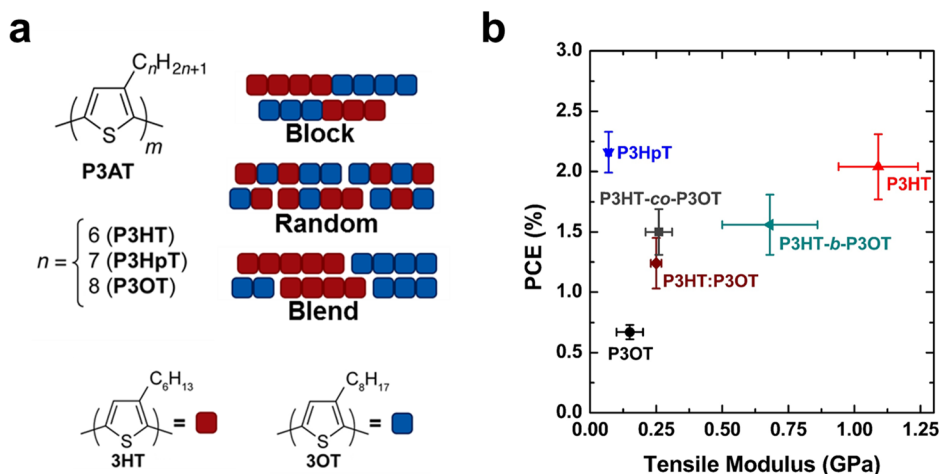 a
CnH2n+1
S
m
P3AT
Block
Random
Blend
n =
6 (P3HT)
7 (P3HpT)
8 (P3OT)
C6H13
S
3HT
=
C8H17
S
3OT
=
b
PCE (%)
3.0
2.5
2.0
1.5
1.0
0.5
0.0
P3HpT
P3HT
P3HT-co-P3OT
P3HT-b-P3OT
P3HT:P3OT
P3OT
0.00 0.25 0.50 0.75 1.00 1.25
Tensile Modulus (GPa)